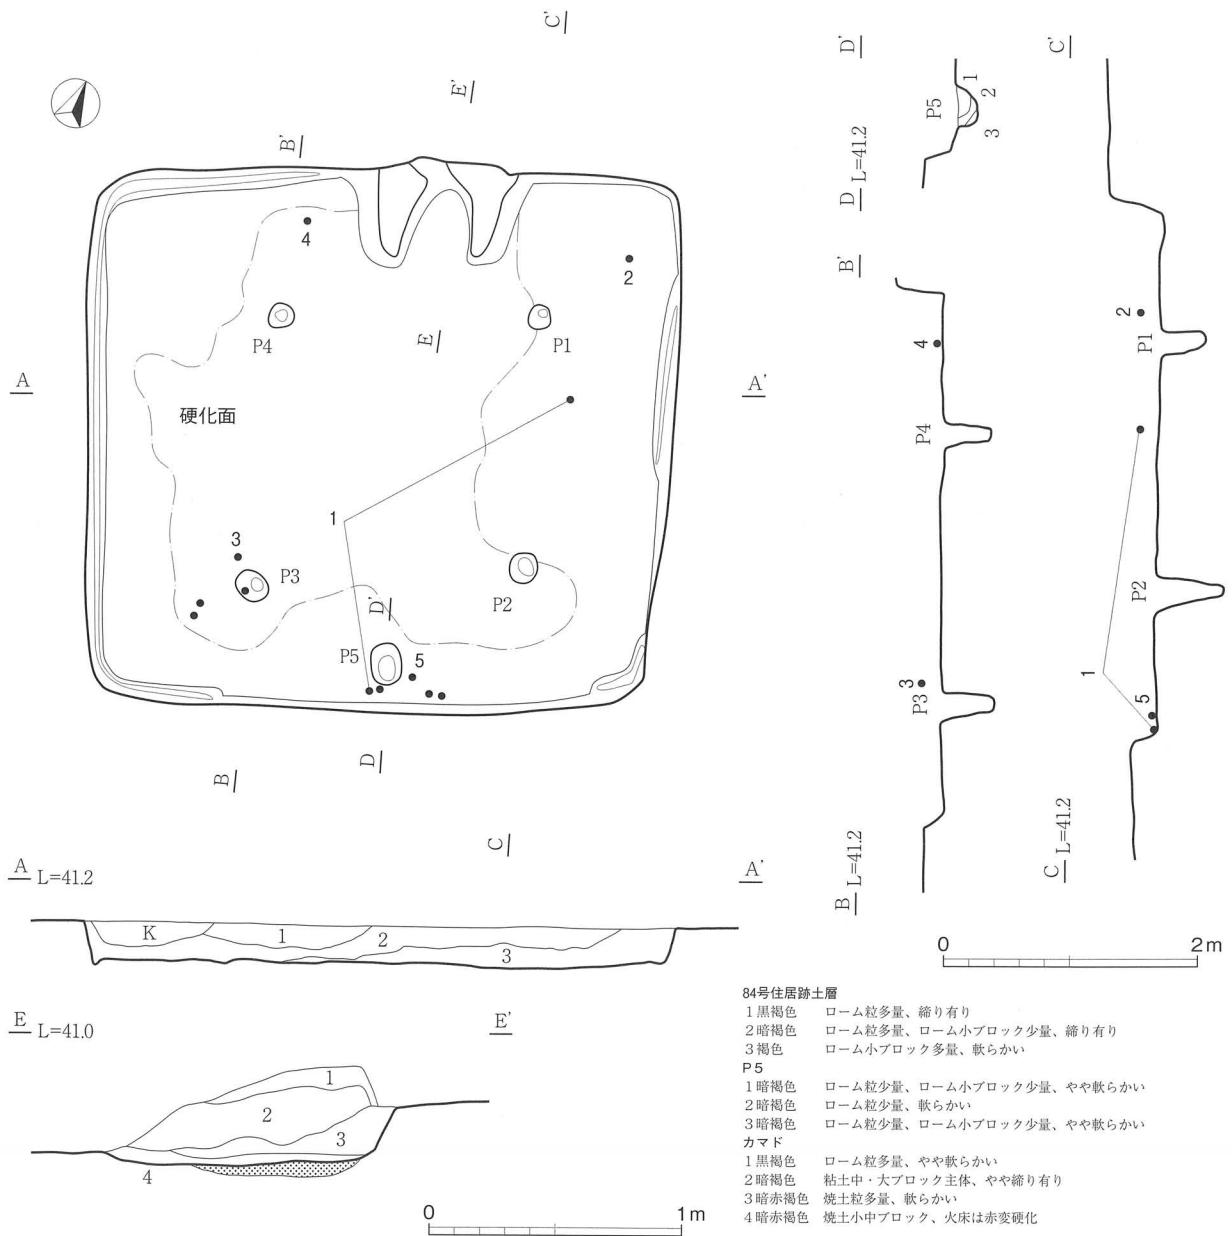 C'
E'
B'
4
2
P4
P1
E
A
A'
硬化面
1
3
P3
P2
D'
P5
5
B
D
C
A L=41.2
A'
K
1
2
3
E L=41.0
E'
1
2
3
4
0
1m
D'
1
2
3
P5
D L=41.2
B'
4
P4
3
P3
B L=41.2
C'
2
P1
P2
1
5
C L=41.2
0
2m
84号住居跡土層
1黒褐色 ローム粒多量、締り有り
2暗褐色 ローム粒多量、ローム小ブロック少量、締り有り
3褐色 ローム小ブロック多量、軟らかい
P5
1暗褐色 ローム粒少量、ローム小ブロック少量、やや軟らかい
2暗褐色 ローム粒少量、軟らかい
3暗褐色 ローム粒少量、ローム小ブロック少量、やや軟らかい
カマド
1黒褐色 ローム粒多量、やや軟らかい
2暗褐色 粘土中・大ブロック主体、やや締り有り
3暗赤褐色 焼土粒多量、軟らかい
4暗赤褐色 焼土小中ブロック、火床は赤変硬化